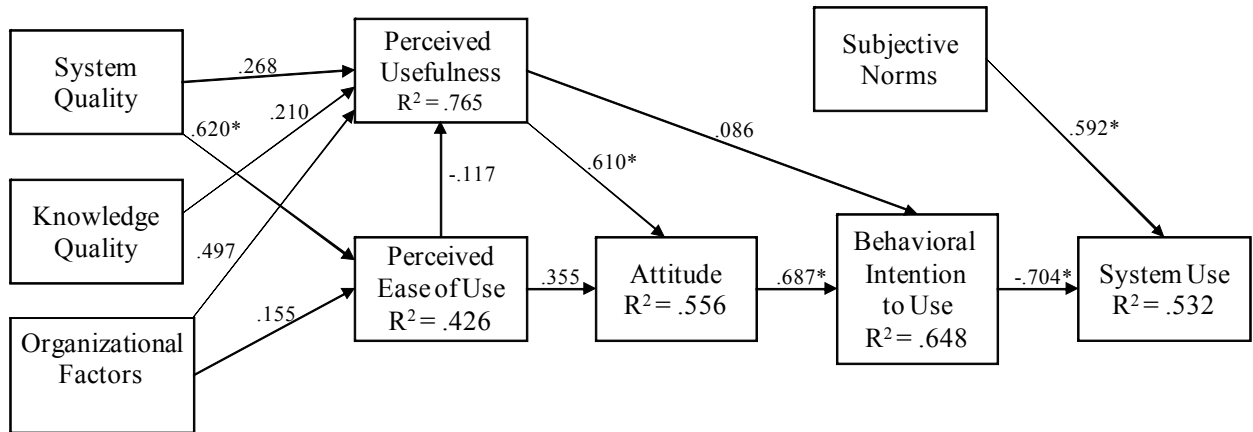 System
Quality
Knowledge
Quality
Organizational
Factors
.268
.620*
.210
.497
.155
Perceived
Usefulness
R² = .765
-.117
Perceived
Ease of Use
R² = .426
.086
.610*
.355
Attitude
R² = .556
.687*
Behavioral
Intention
to Use
R² = .648
Subjective
Norms
.592*
-.704*
System Use
R² = .532